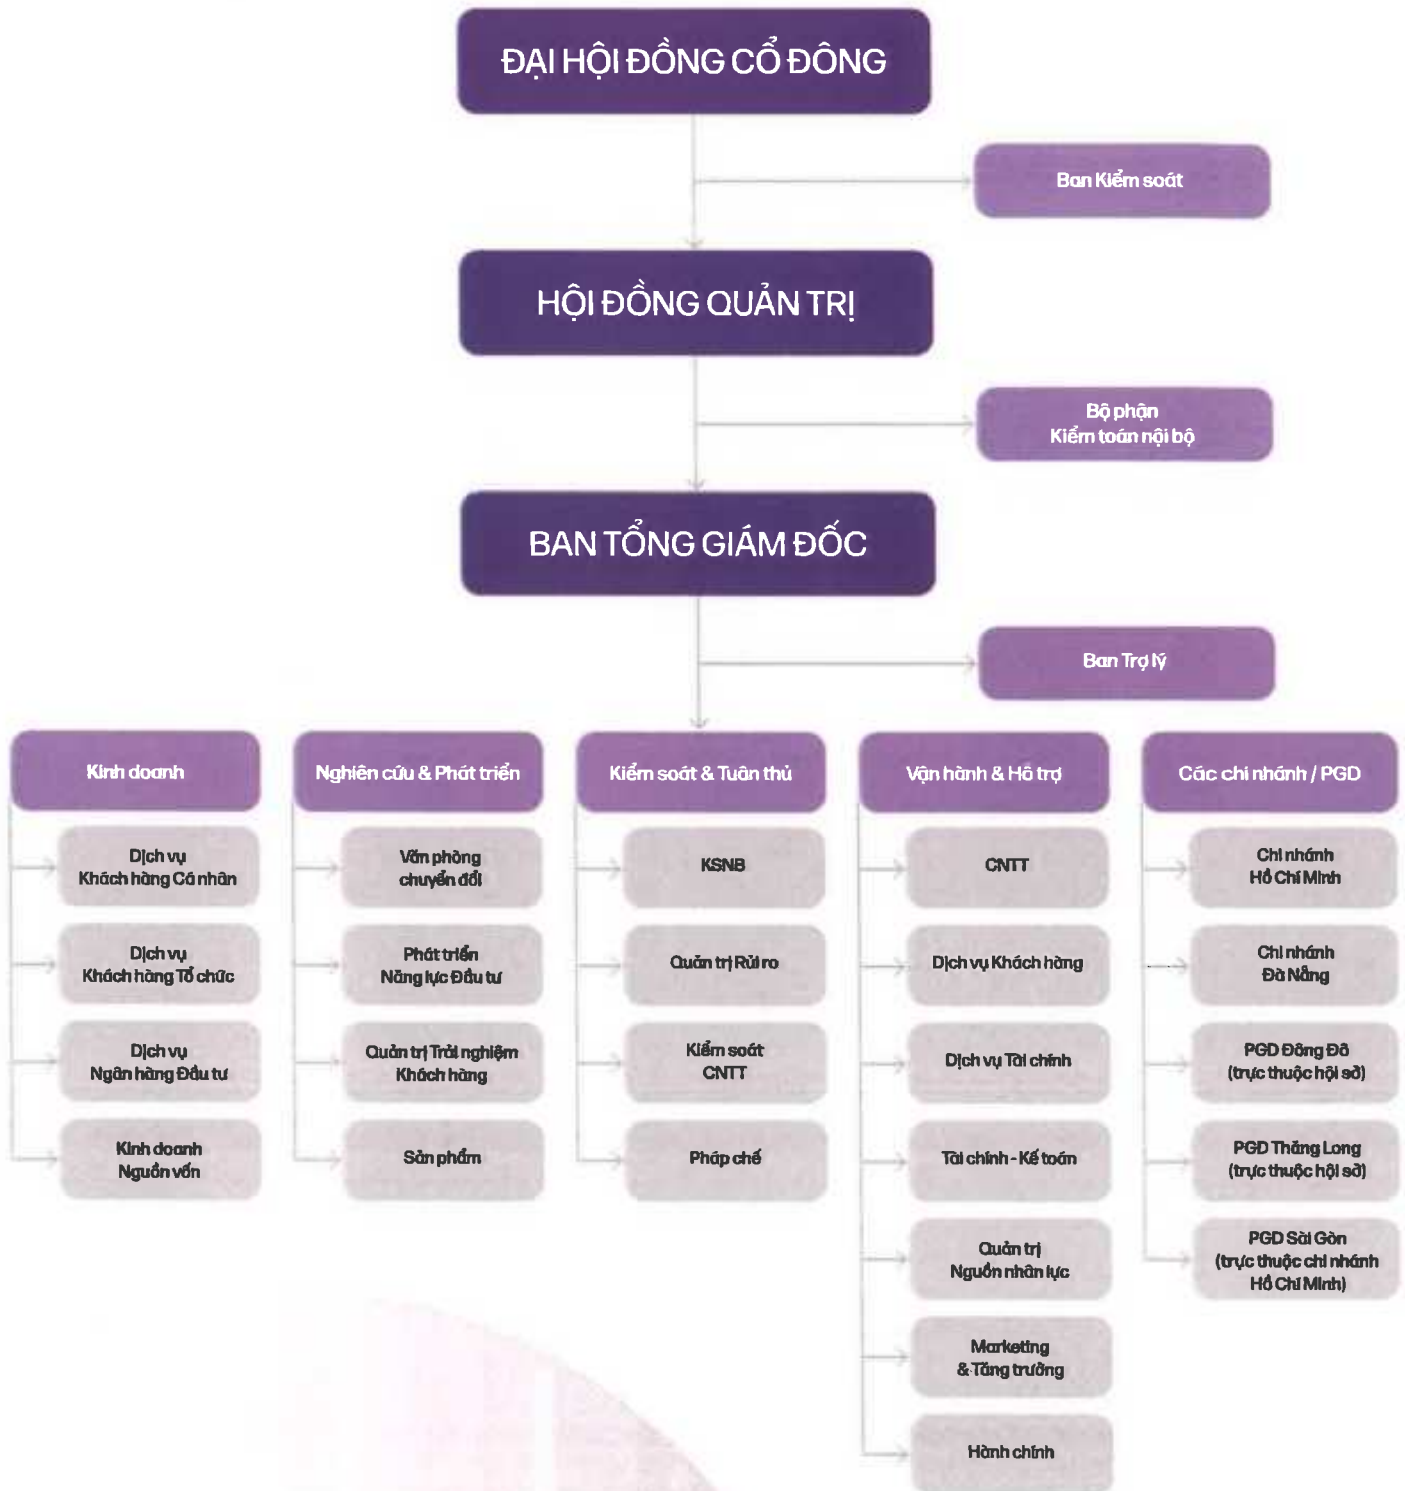 ĐẠI HỘI ĐỒNG CỔ ĐÔNG
Ban Kiểm soát
HỘI ĐỒNG QUẢN TRỊ
Bộ phận
Kiểm toán nội bộ
BAN TỔNG GIÁM ĐỐC
Ban Trợ lý
Kinh doanh
Dịch vụ
Khách hàng Cá nhân
Dịch vụ
Khách hàng Tổ chức
Dịch vụ
Ngân hàng Đầu tư
Kinh doanh
Nguồn vốn
Nghiên cứu & Phát triển
Văn phòng
chuyển đổi
Phát triển
Năng lực Đầu tư
Quản trị Trải nghiệm
Khách hàng
Sản phẩm
Kiểm soát & Tuân thủ
KSNB
Quản trị Rủi ro
Kiểm soát
CNTT
Pháp chế
Vận hành & Hỗ trợ
CNTT
Dịch vụ Khách hàng
Dịch vụ Tài chính
Tài chính - Kế toán
Quản trị
Nguồn nhân lực
Marketing
& Tăng trưởng
Hành chính
Các chi nhánh / PGD
Chi nhánh
Hồ Chí Minh
Chi nhánh
Đà Nẵng
PGD Đông Đô
(trực thuộc hội sở)
PGD Thăng Long
(trực thuộc hội sở)
PGD Sài Gòn
(trực thuộc chi nhánh
Hồ Chí Minh)